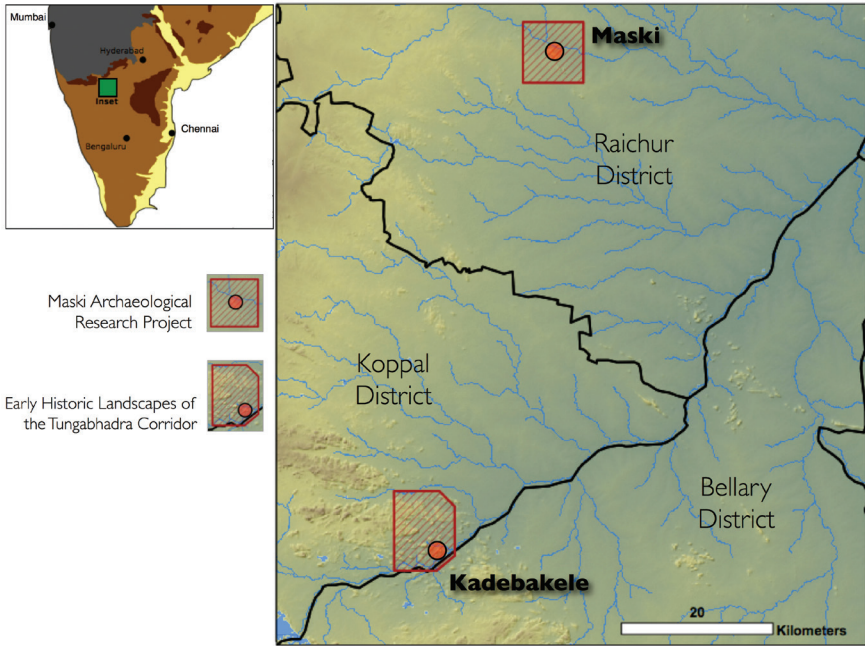 Mumbai
Hyderabad
Inset
Chennai
Bengaluru
Maski Archaeological
Research Project
Early Historic Landscapes of
the Tungabhadra Corridor
Maski
Raichur
District
Koppal
District
Bellary
District
Kadebakele
20
Kilometers